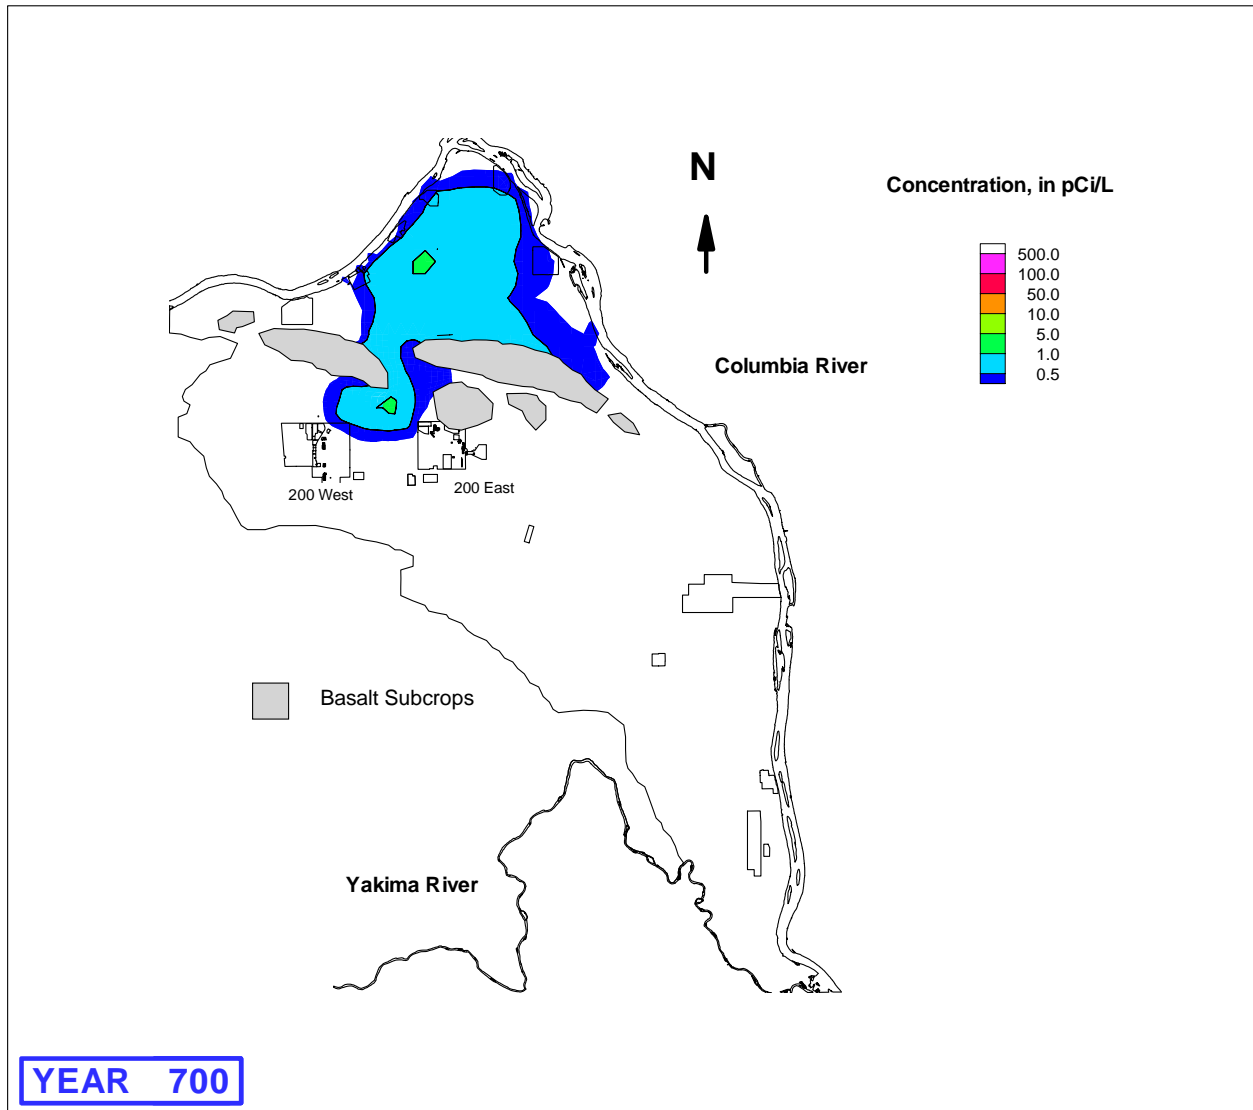 N
Concentration, in pCi/L
500.0
100.0
50.0
10.0
5.0
1.0
0.5
Columbia River
200 West
200 East
Basalt Subcrops
Yakima River
YEAR 700